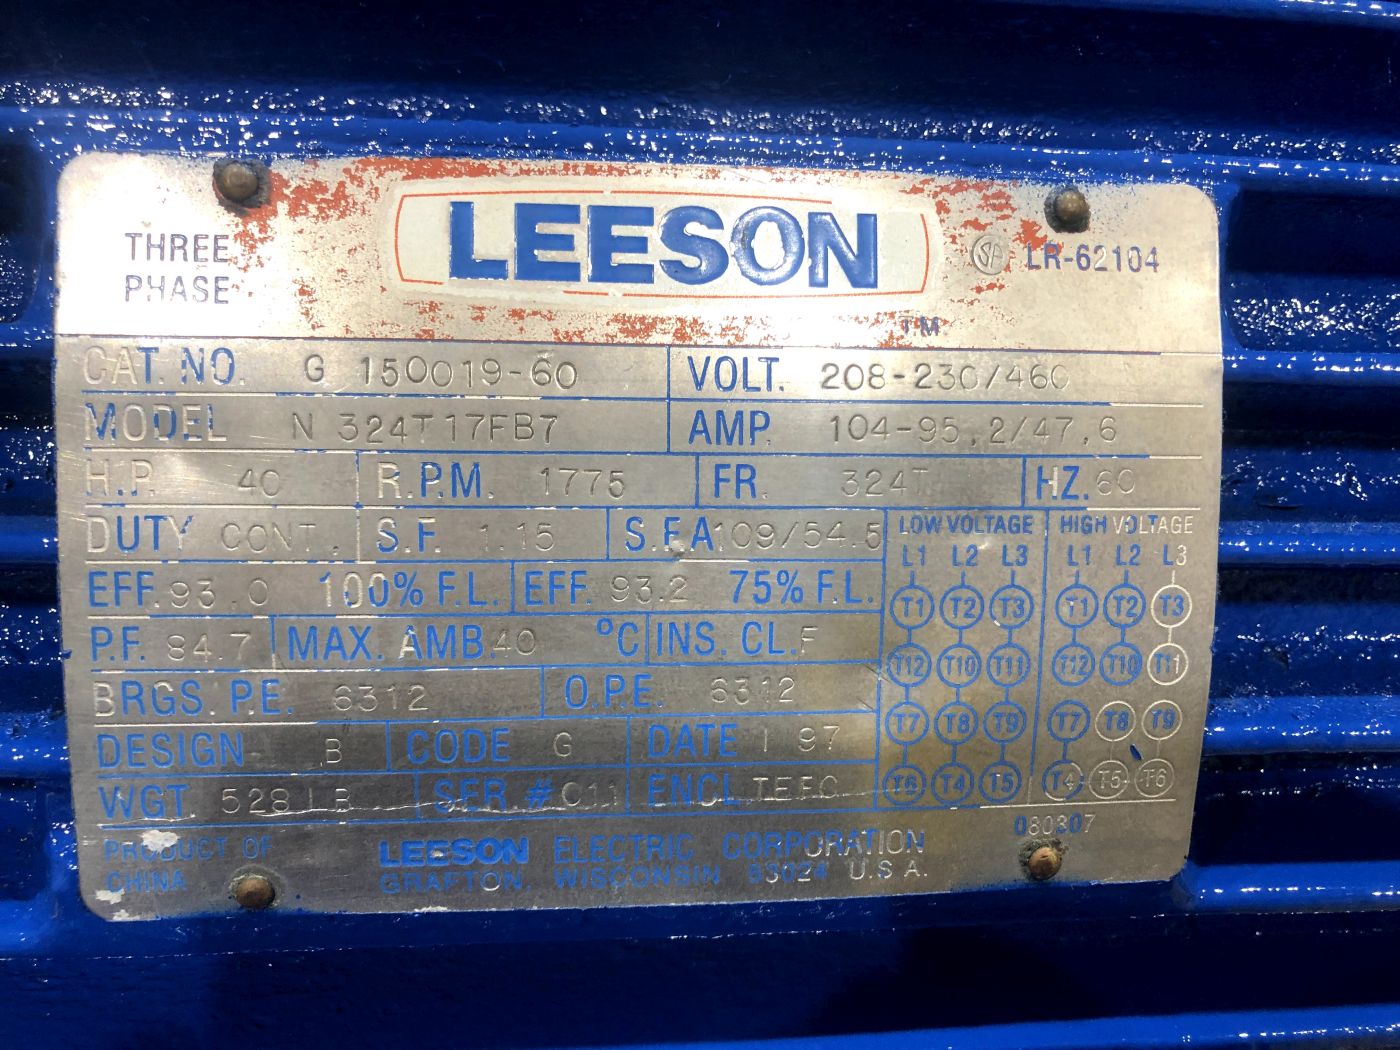 THREE
PHASE
LEESON
TM
SA LR-62104
CAT. NO. G 150019-60 VOLT. 208-230/460
MODEL N 324T17FB7 AMP. 104-95.2/47.6
H.P. 40 R.P.M. 1775 FR. 324T HZ. 60
DUTY CONT. S.F. 1.15 S.F.A 109/54.5
EFF. 93.0 100% F.L. EFF. 93.2 75% F.L.
P.F. 84.7 MAX. AMB. 40 °C INS. CL. F
BRGS. P.E. 6312 O.P.E. 6312
DESIGN- B CODE G DATE 1 97
WGT. 528 LB SER # C11 ENCL TEFC
LOW VOLTAGE HIGH VOLTAGE
L1 L2 L3 L1 L2 L3
T1 T2 T3 T1 T2 T3
T12 T10 T11 T12 T10 T11
T7 T8 T9 T7 T8 T9
T6 T4 T5 T4 T5 T6
080307
PRODUCT OF
CHINA
LEESON ELECTRIC CORPORATION
GRAFTON, WISCONSIN 53024 U.S.A.